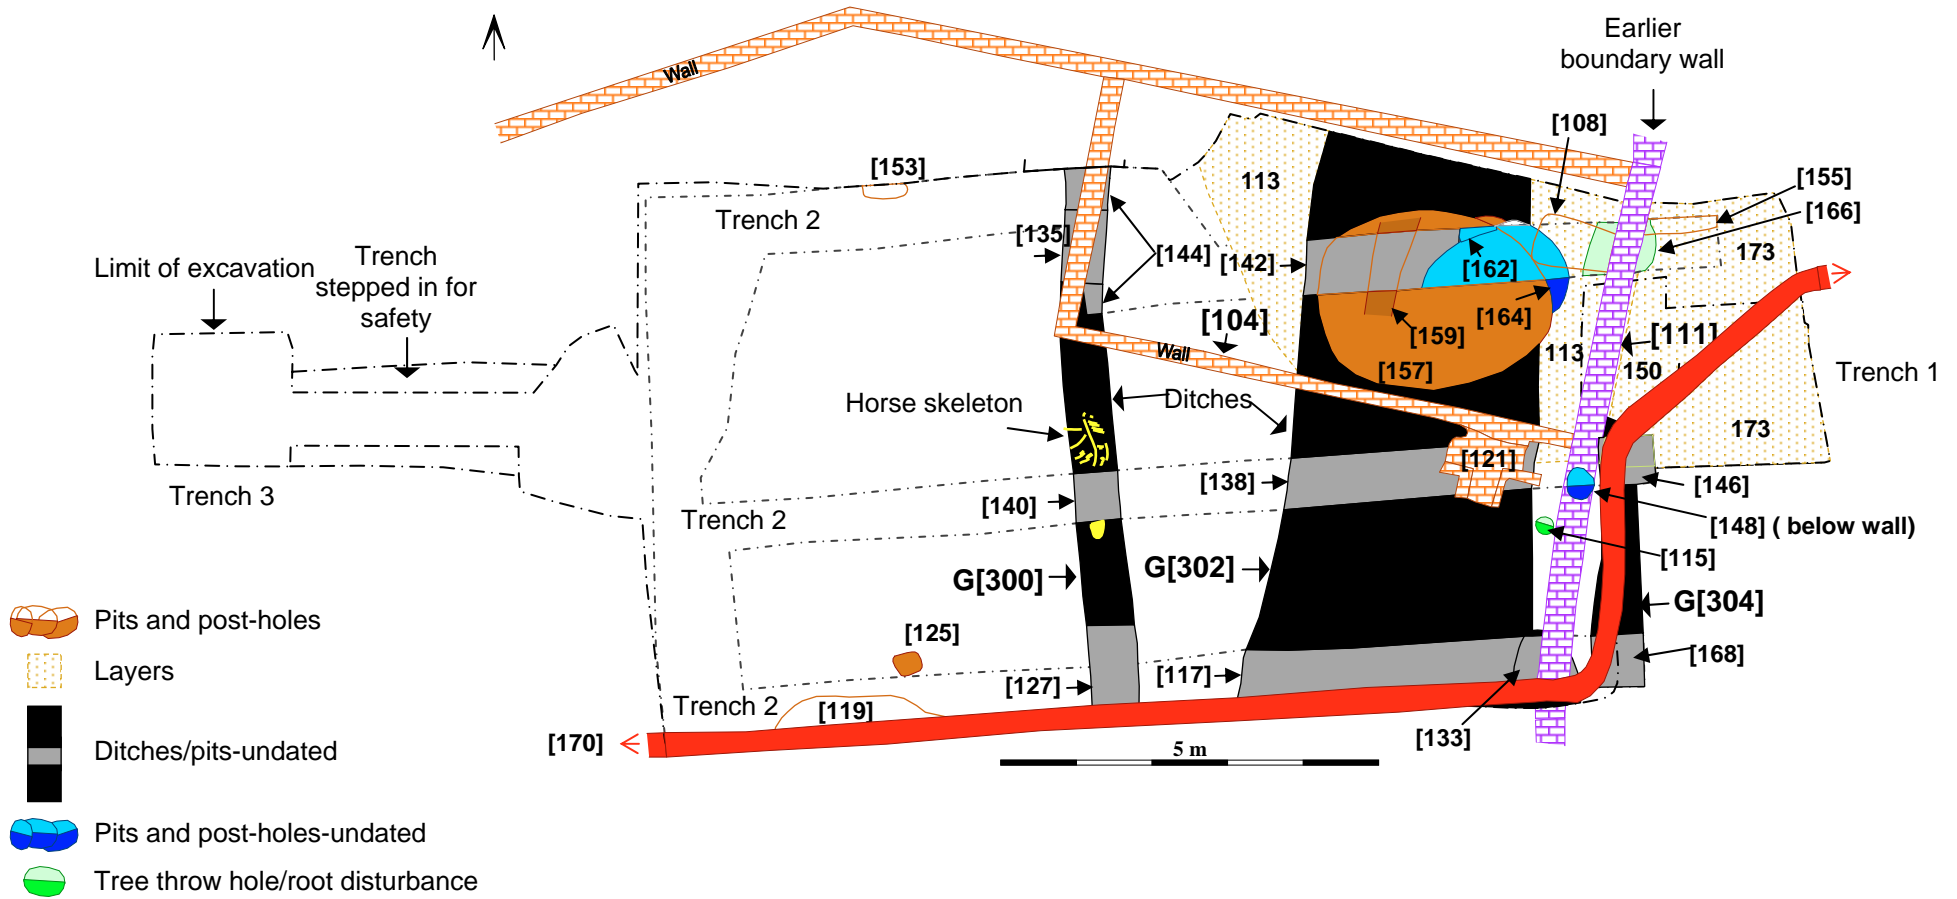 Earlier
boundary wall
Wall
[108]
[153]
113
[155]
[166]
Trench 2
[135]
[144]
[142]
[162]
173
Limit of excavation
Trench
stepped in for
safety
[104]
[164]
[159]
[111]
113
Wall
[157]
150
Trench 1
Horse skeleton
Ditches
173
[121]
Trench 3
[138]
[146]
[140]
Trench 2
[148] ( below wall)
[115]
G[300]
G[302]
G[304]
Pits and post-holes
[125]
[168]
Layers
[127]
[117]
Trench 2
[119]
[170]
[133]
5 m
Ditches/pits-undated
Pits and post-holes-undated
Tree throw hole/root disturbance